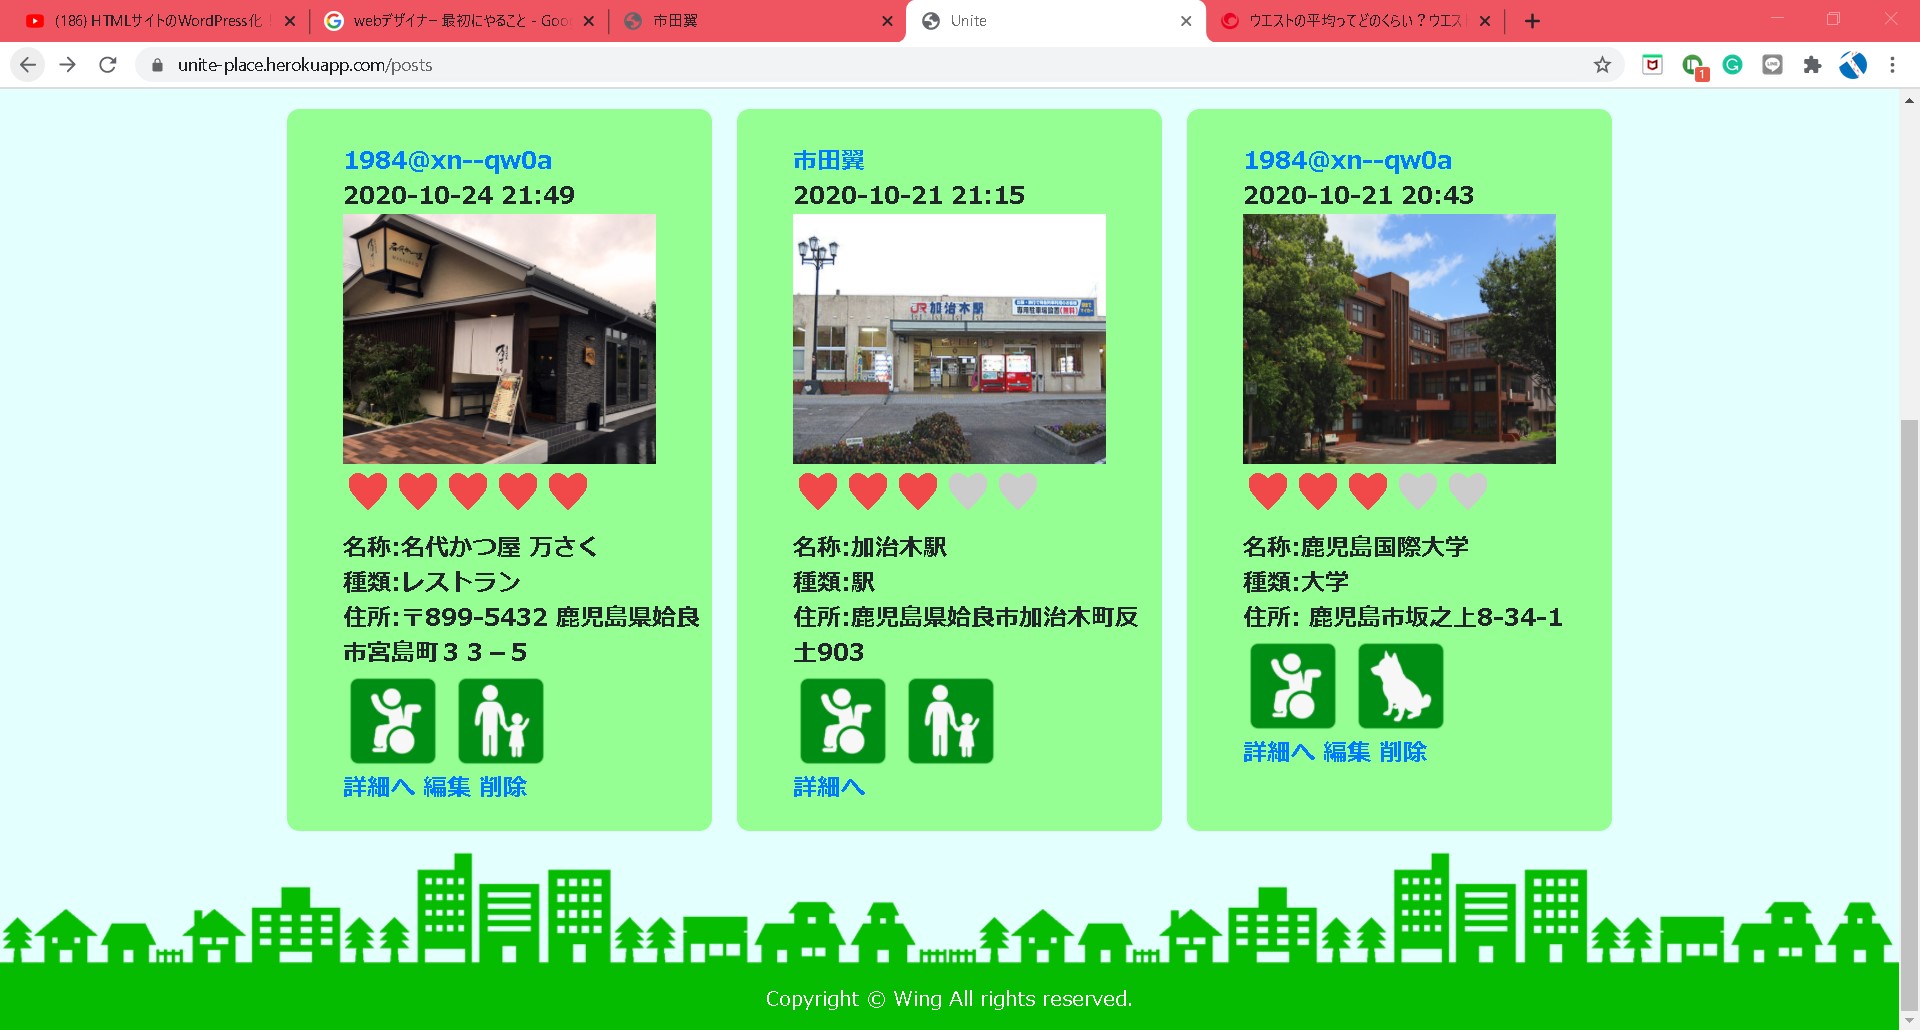 (186) HTMLサイトのWordPress化
webデザイナー 最初にやること - Goo
市田翼
Unite
ウエストの平均ってどのくらい？ウエス
unite-place.herokuapp.com/posts
1
1984@xn--qw0a
2020-10-24 21:49
名称:名代かつ屋 万さく
種類:レストラン
住所:〒899-5432 鹿児島県姶良
市宮島町３３－５
詳細へ 編集 削除
市田翼
2020-10-21 21:15
JR加治木駅
名称:加治木駅
種類:駅
住所:鹿児島県姶良市加治木町反
土903
詳細へ
1984@xn--qw0a
2020-10-21 20:43
名称:鹿児島国際大学
種類:大学
住所: 鹿児島市坂之上8-34-1
詳細へ 編集 削除
Copyright © Wing All rights reserved.